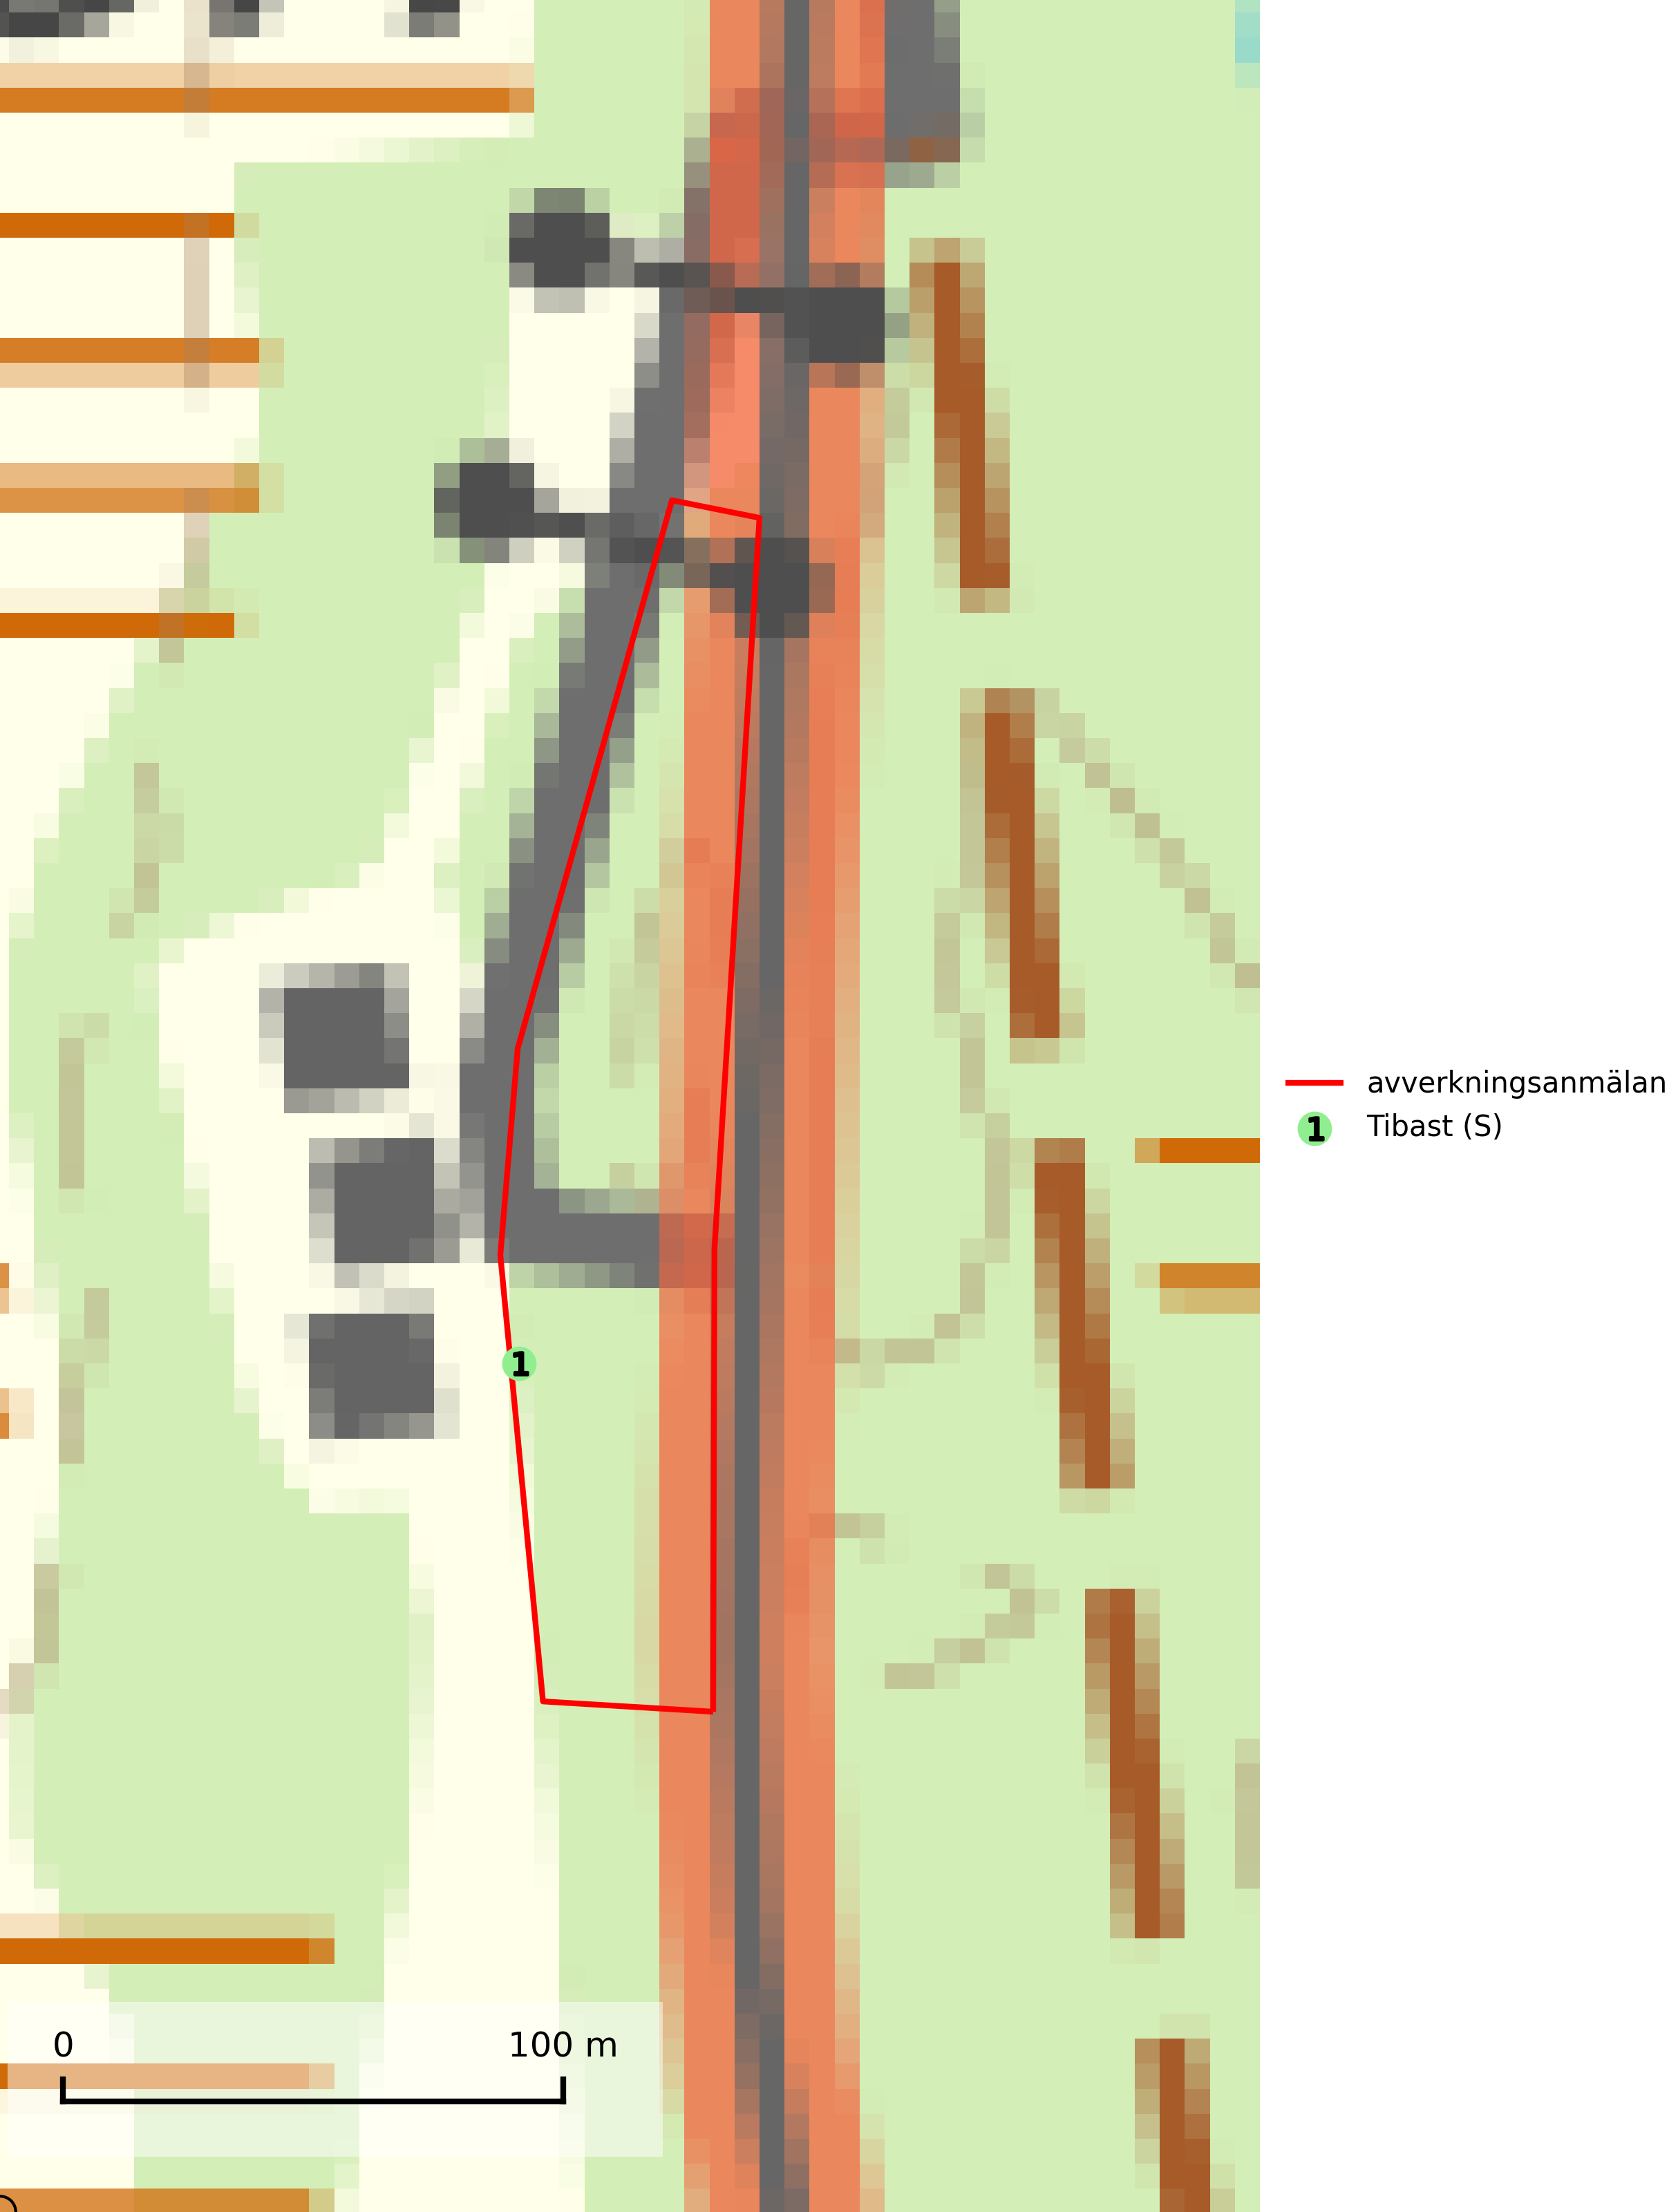 avverkningsanmälan
1 Tibast (S)
1
0 100 m